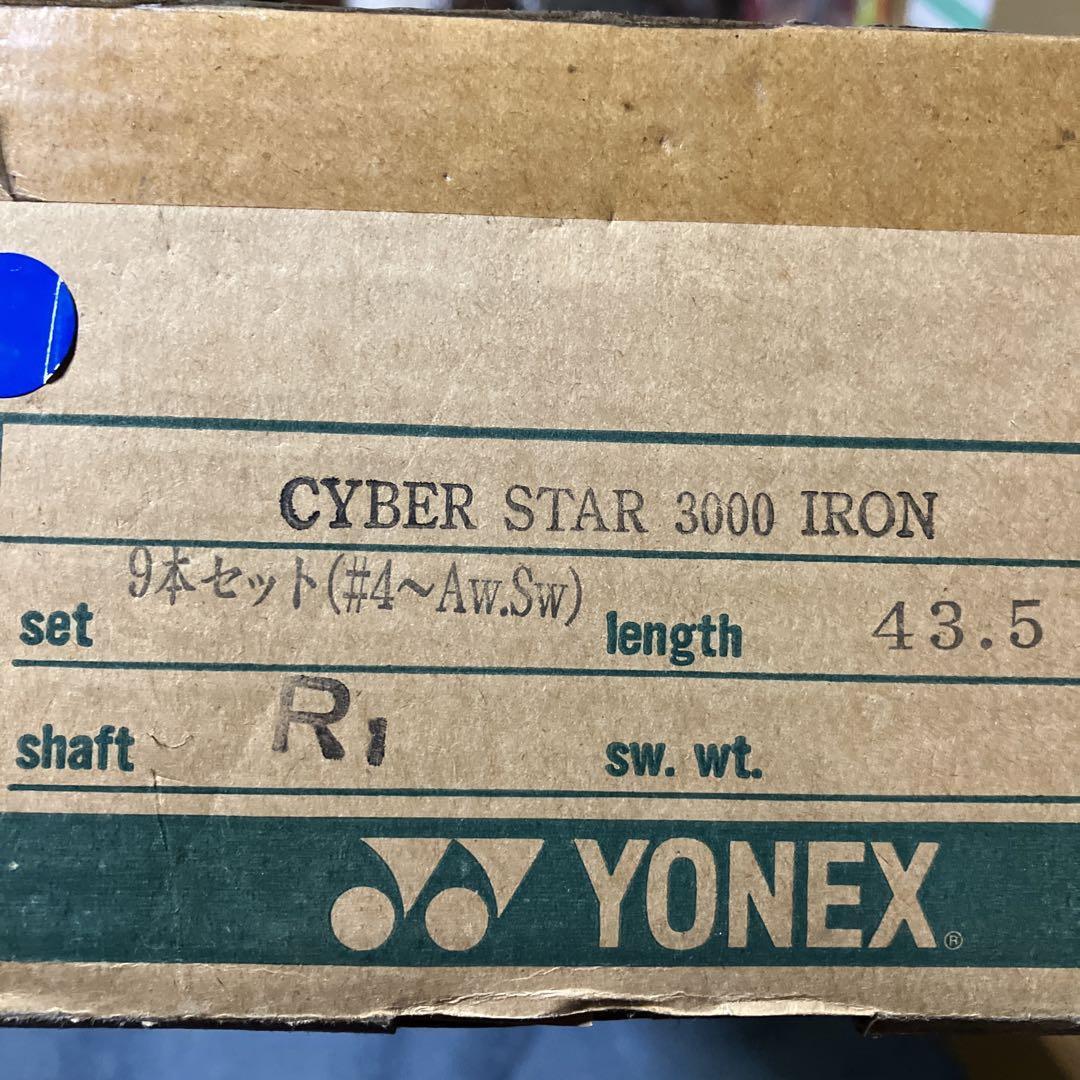 CYBER STAR 3000 IRON
set 9本セット(#4～Aw.Sw) length 43.5
shaft R1 sw. wt.
YONEX®